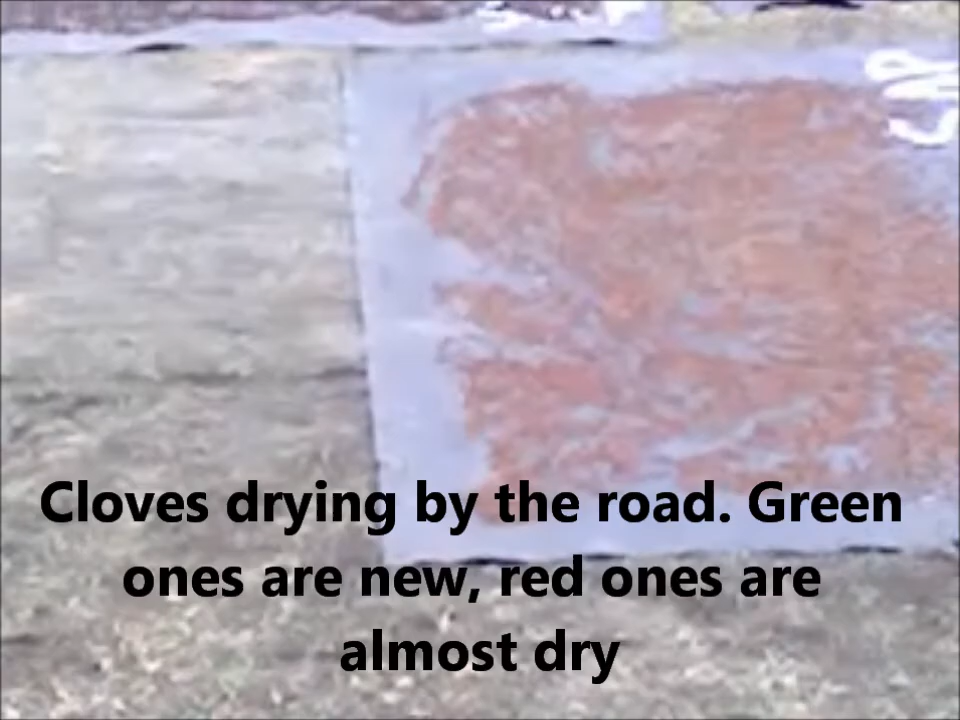 Cloves drying by the road. Green
ones are new, red ones are
almost dry